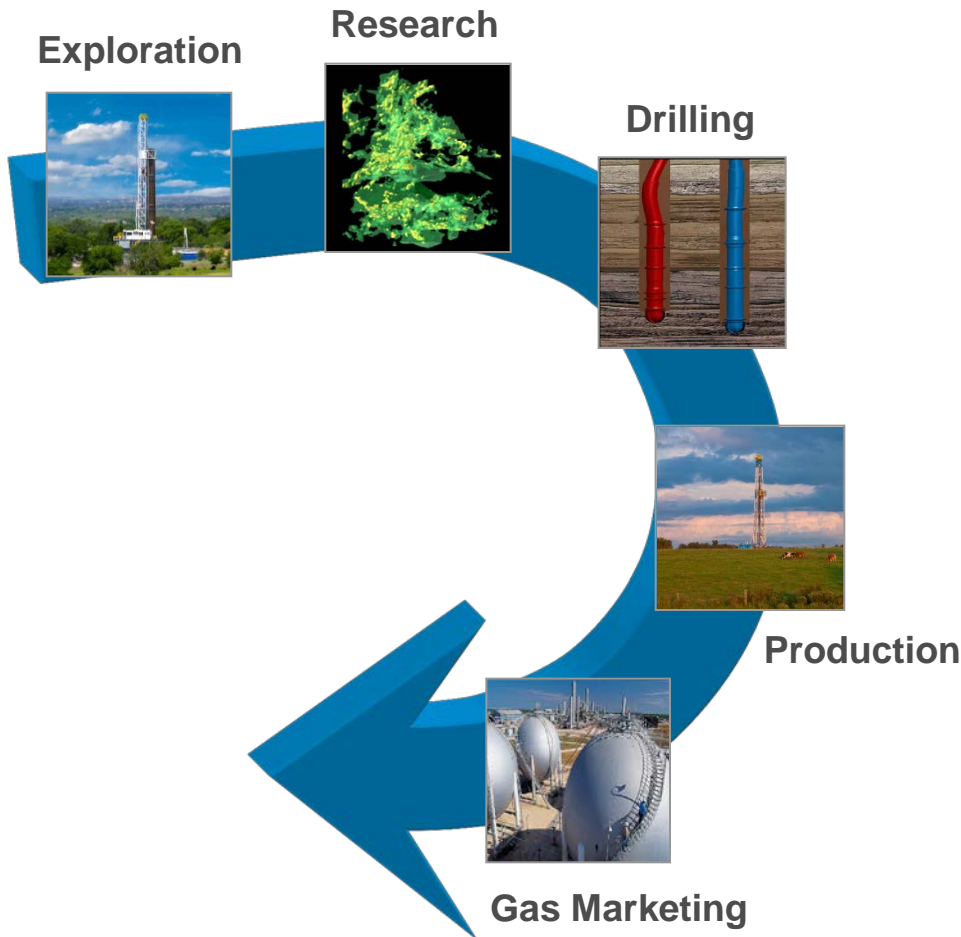 Research
Exploration
Drilling
Production
Gas Marketing